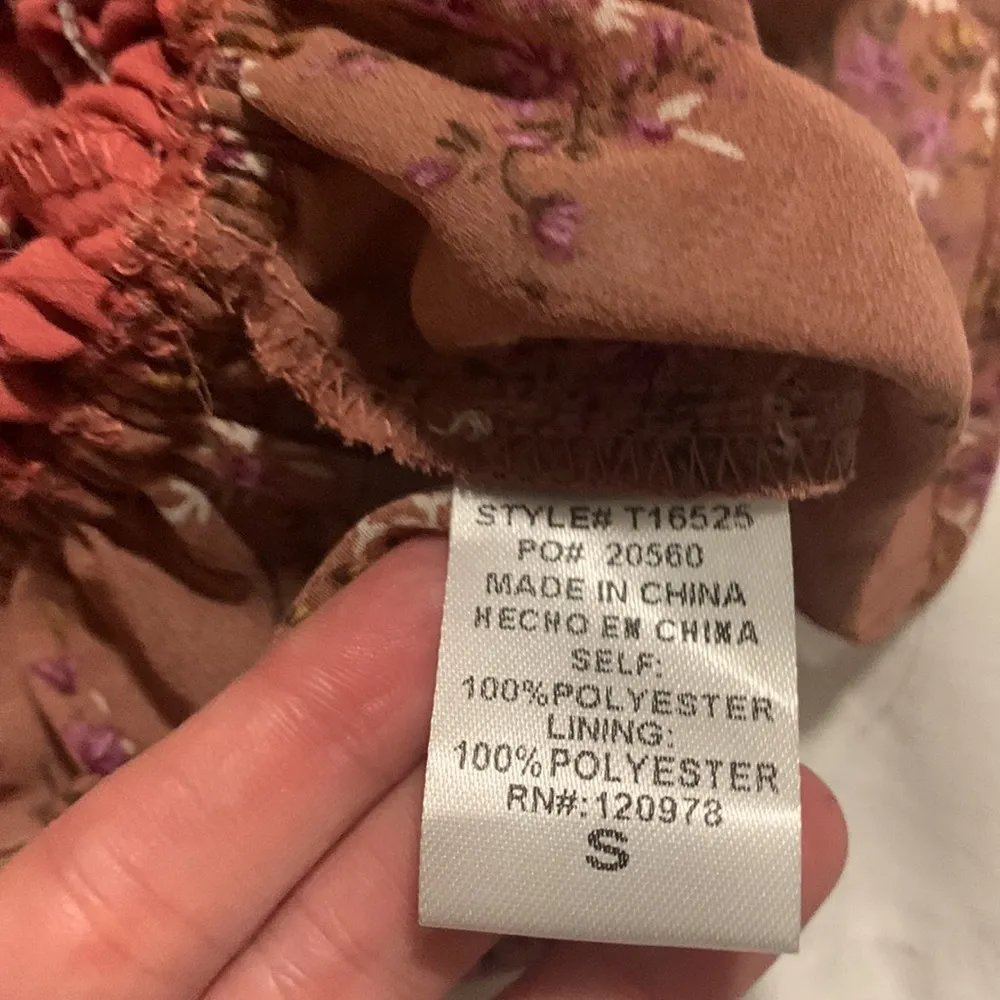 STYLE# T16525
PO# 20560
MADE IN CHINA
HECHO EN CHINA
SELF:
100%POLYESTER
LINING:
100%POLYESTER
RN#:120978
S